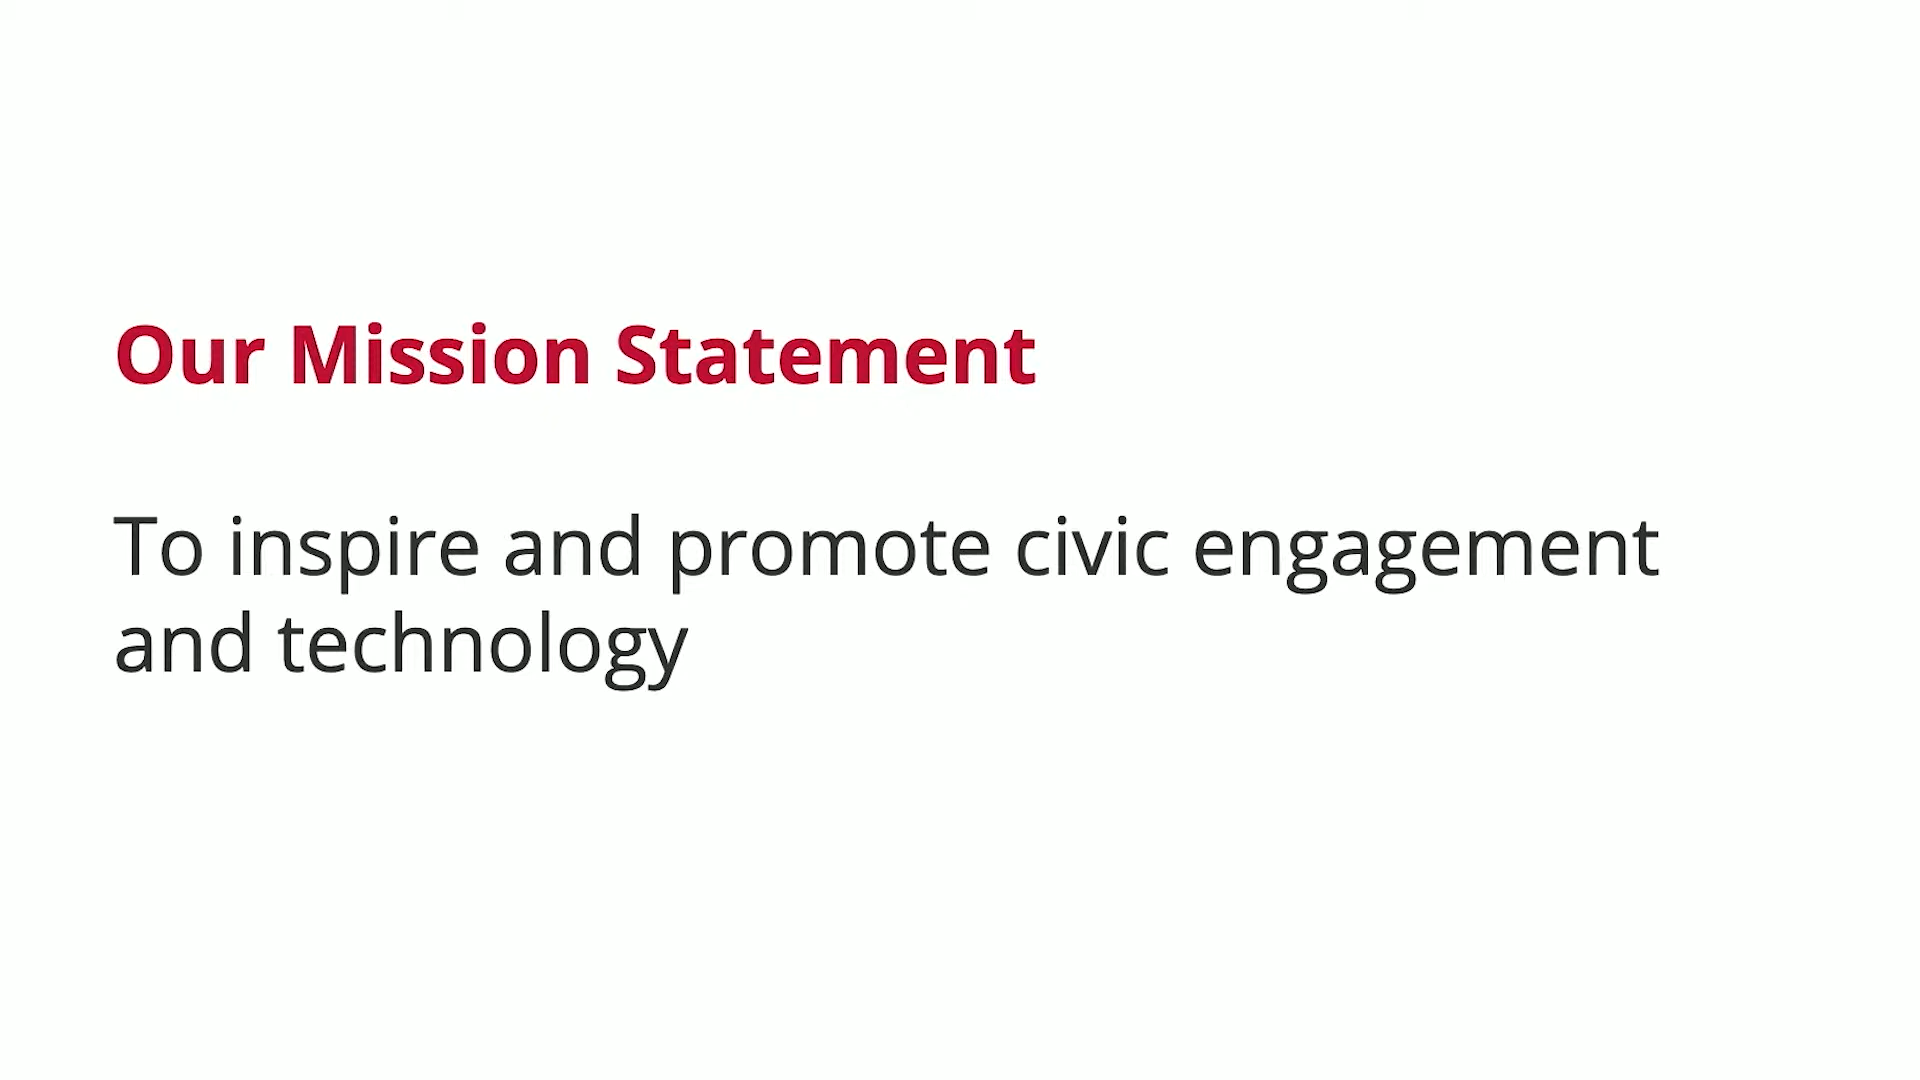 Our Mission Statement
To inspire and promote civic engagement
and technology